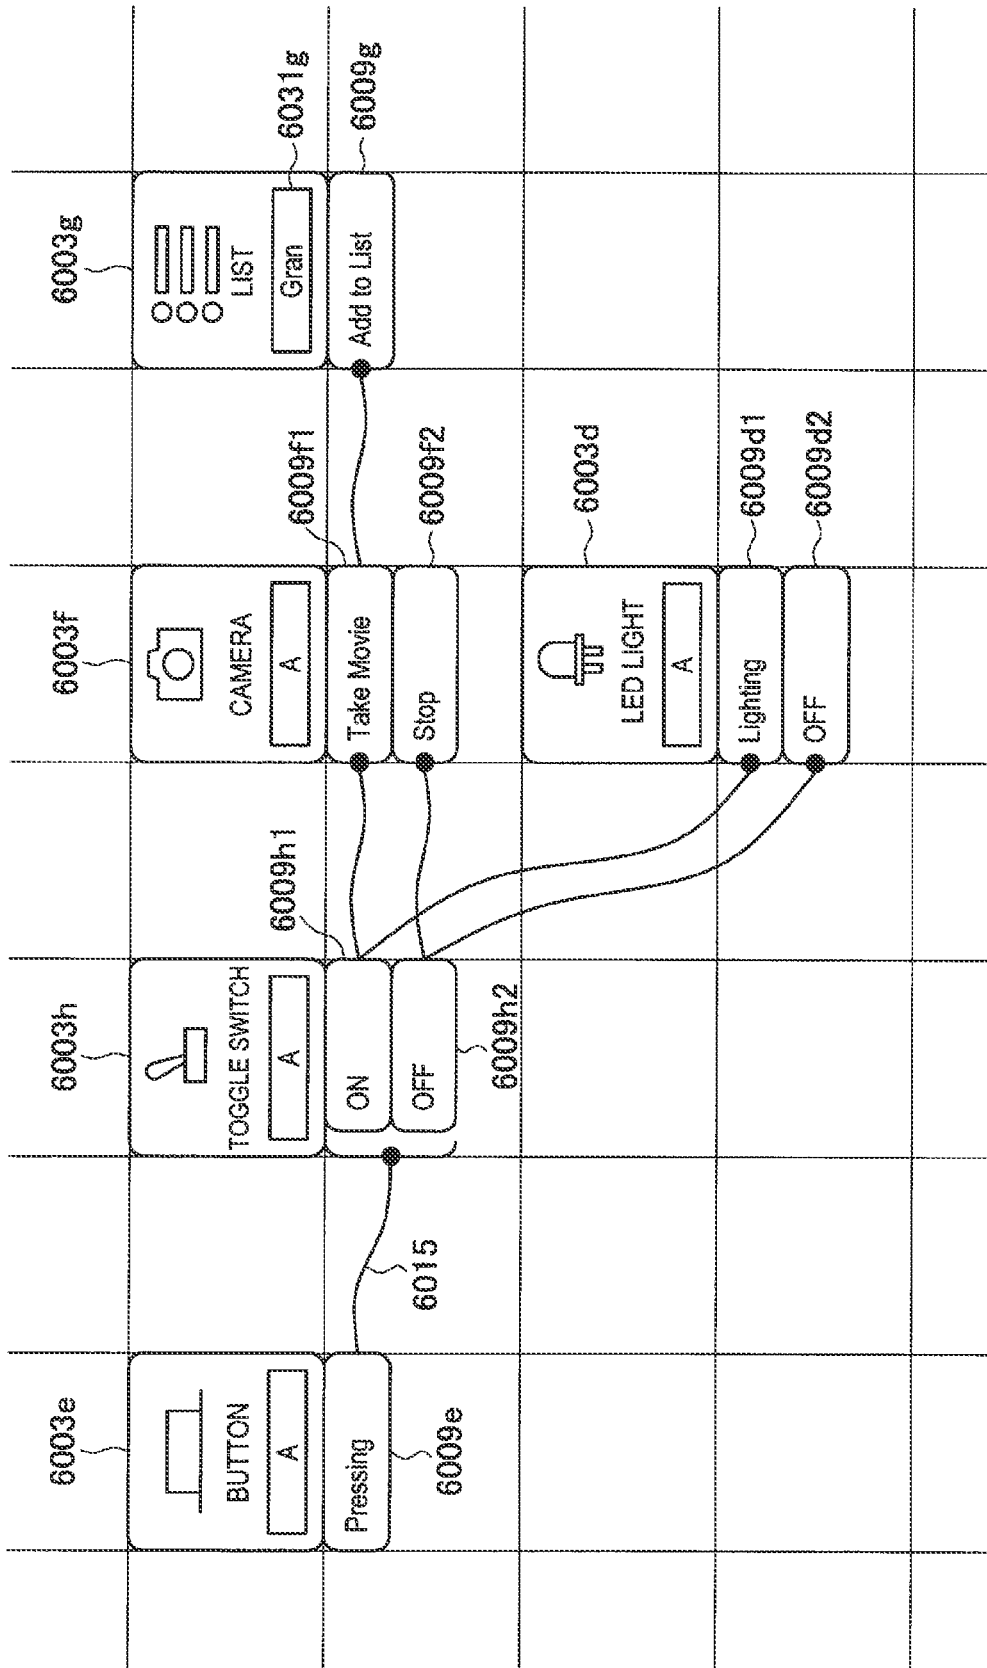 6003e
BUTTON
A
Pressing
6009e
6015
6003h
TOGGLE SWITCH
A
ON
OFF
6009h1
6009h2
6003f
CAMERA
A
Take Movie
Stop
6009f1
6009f2
6003d
LED LIGHT
A
Lighting
OFF
6009d1
6009d2
6003g
LIST
Gran
6031g
Add to List
6009g